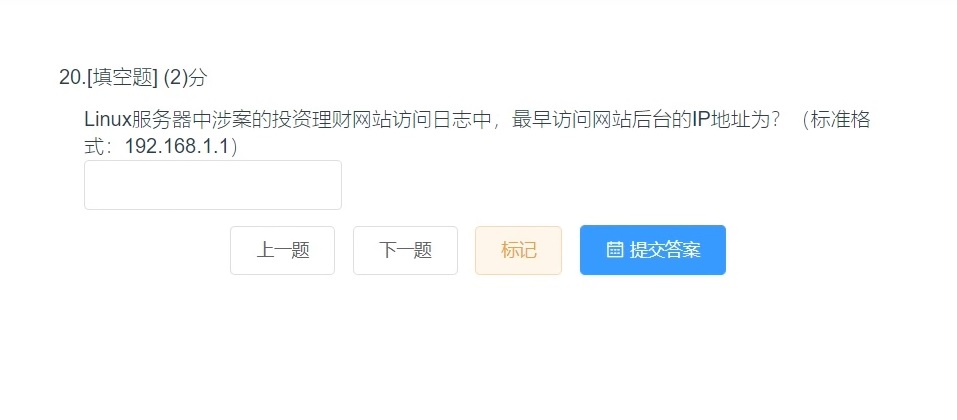 20.[填空题] (2)分
Linux服务器中涉案的投资理财网站访问日志中，最早访问网站后台的IP地址为？（标准格
式：192.168.1.1）
上一题
下一题
标记
提交答案